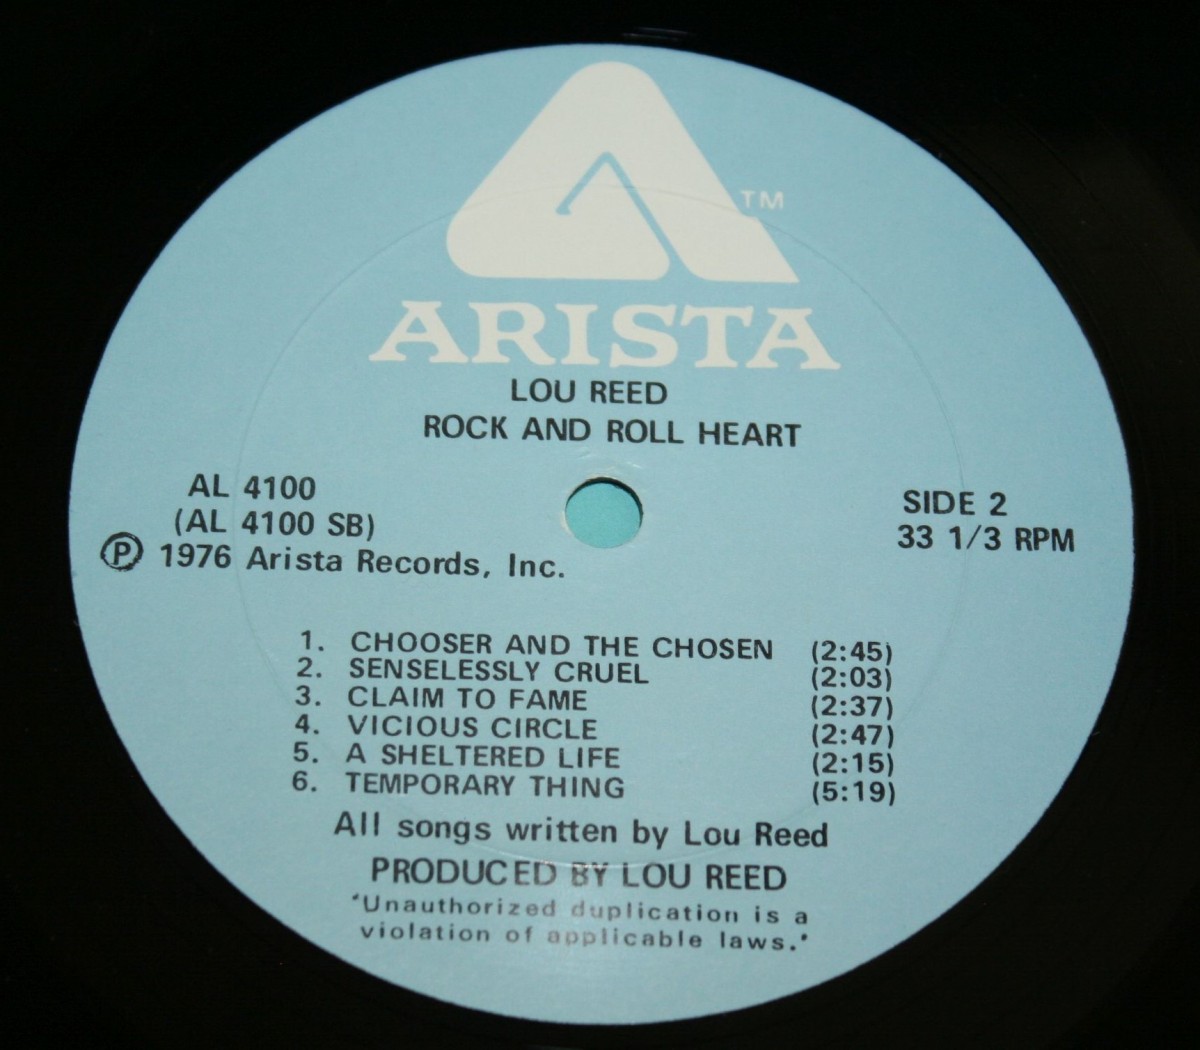 TM
ARISTA
LOU REED
ROCK AND ROLL HEART
AL 4100
(AL 4100 SB)
Ⓟ 1976 Arista Records, Inc.
SIDE 2
33 1/3 RPM
1. CHOOSER AND THE CHOSEN (2:45)
2. SENSELESSLY CRUEL (2:03)
3. CLAIM TO FAME (2:37)
4. VICIOUS CIRCLE (2:47)
5. A SHELTERED LIFE (2:15)
6. TEMPORARY THING (5:19)
All songs written by Lou Reed
PRODUCED BY LOU REED
'Unauthorized duplication is a
violation of applicable laws.'